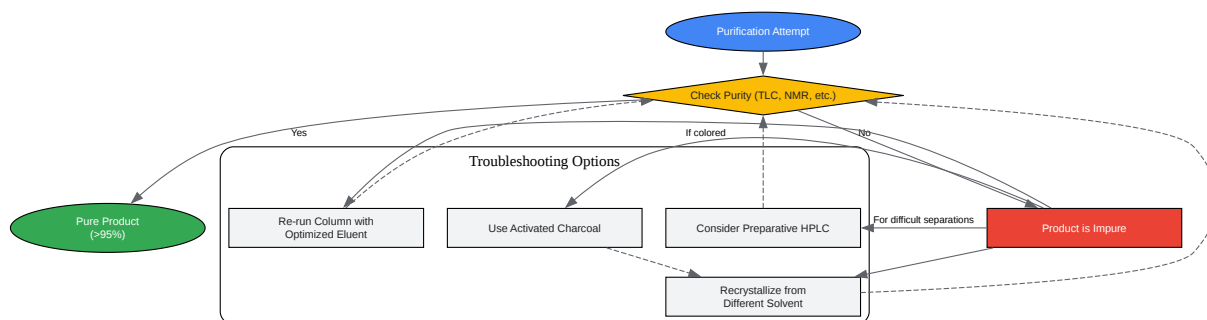 Purification Attempt
Check Purity (TLC, NMR, etc.)
Yes
If colored
No
Troubleshooting Options
Pure Product
(>95%)
Re-run Column with
Optimized Eluent
Use Activated Charcoal
Consider Preparative HPLC
For difficult separations
Product is Impure
Recrystallize from
Different Solvent